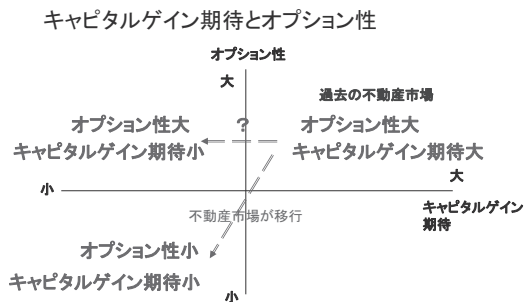 キャピタルゲイン期待とオプション性
オプション性
大
過去の不動産市場
オプション性大
?
オプション性大
キャピタルゲイン期待小
キャピタルゲイン期待大
小
大
キャピタルゲイン
期待
不動産市場が移行
オプション性小
キャピタルゲイン期待小
小